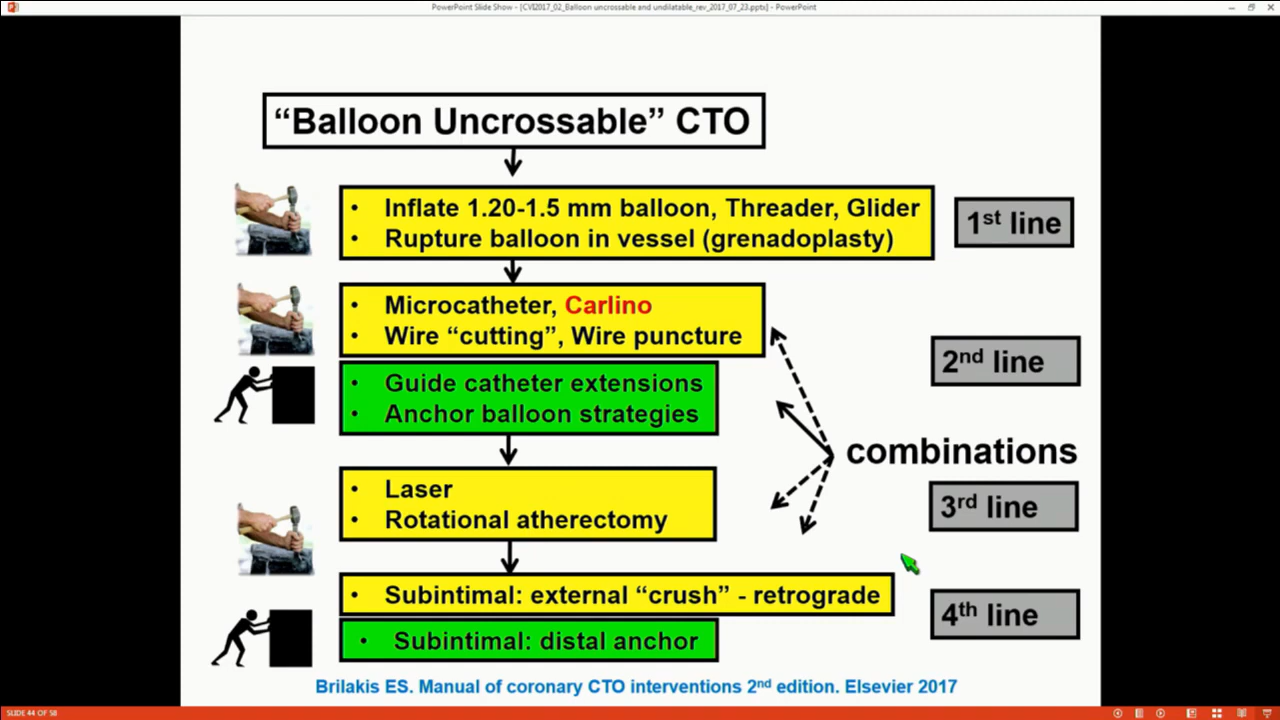 PowerPoint Slide Show - [CVI2017_02_Balloon uncrossable and undilatable_rev_2017_07_23.pptx] - PowerPoint
“Balloon Uncrossable” CTO
• Inflate 1.20-1.5 mm balloon, Threader, Glider
• Rupture balloon in vessel (grenadoplasty)
1st line
• Microcatheter, Carlino
• Wire “cutting”, Wire puncture
2nd line
• Guide catheter extensions
• Anchor balloon strategies
combinations
• Laser
• Rotational atherectomy
3rd line
• Subintimal: external “crush” - retrograde
4th line
• Subintimal: distal anchor
Brilakis ES. Manual of coronary CTO interventions 2nd edition. Elsevier 2017
SLIDE 44 OF 58